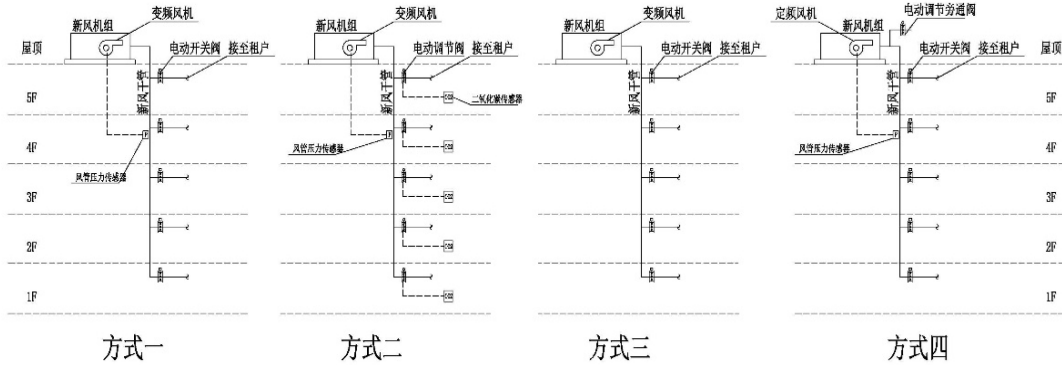 新风机组
变频风机
新风机组
变频风机
新风机组
变频风机
定频风机
新风机组
电动调节旁通阀
屋顶
电动开关阀
接至租户
电动调节阀
接至租户
电动开关阀
接至租户
电动开关阀
接至租户
屋顶
新风干管
新风干管
新风干管
新风干管
5F
二氧化碳传感器
5F
4F
P
风管压力传感器
P
风管压力传感器
P
4F
风管压力传感器
3F
3F
2F
2F
1F
1F
CO2
CO2
CO2
CO2
CO2
方式一
方式二
方式三
方式四